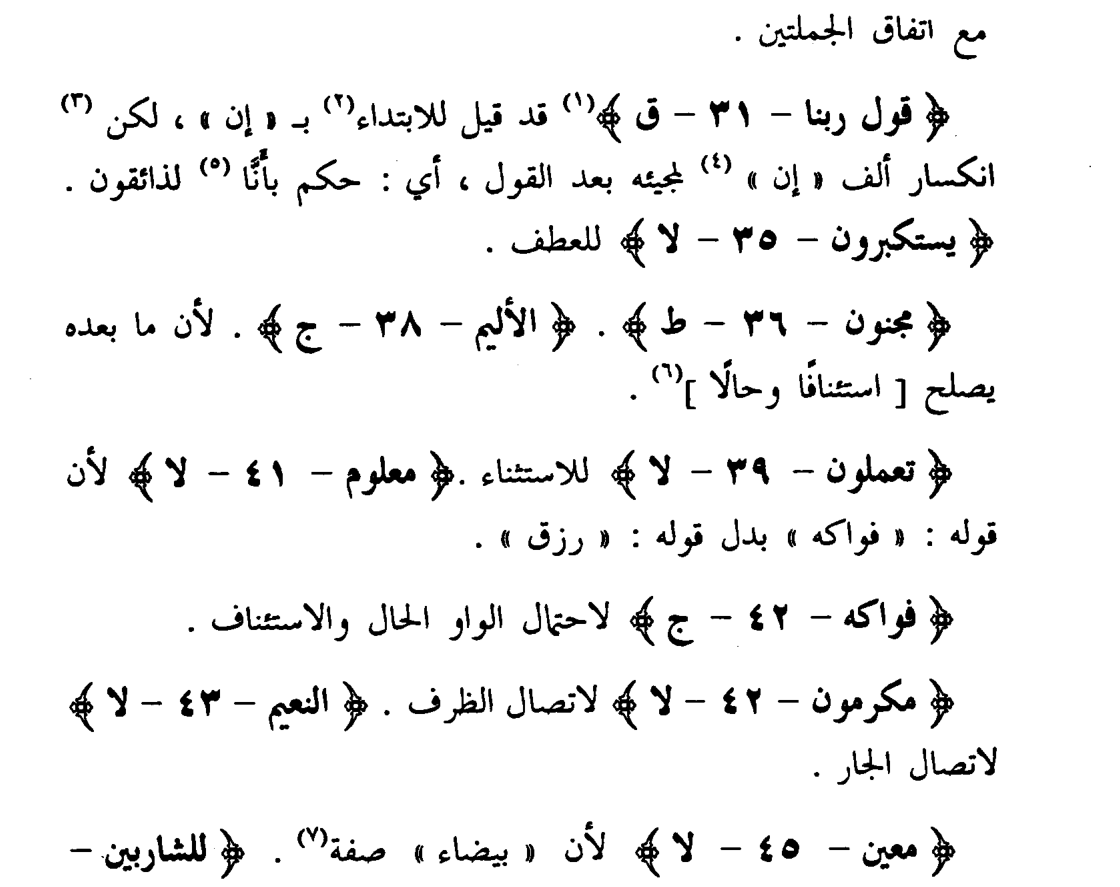 مع اتفاق الجملتين .
﴿ قول ربنا – ٣١ – ق ﴾(١) قد قيل للابتداء(٢) بـ « إن » ، لكن (٣)
انكسار ألف « إن » (٤) لمجيئه بعد القول ، أي : حكم بأنَّا (٥) لذائقون .
﴿ يستكبرون – ٣٥ – لا ﴾ للعطف .
﴿ مجنون – ٣٦ – ط ﴾ . ﴿ الأليم – ٣٨ – ج ﴾ . لأن ما بعده
يصلح [ استئنافًا وحالًا ](٦) .
﴿ تعملون – ٣٩ – لا ﴾ للاستثناء . ﴿ معلوم – ٤١ – لا ﴾ لأن
قوله : « فواكه » بدل قوله : « رزق » .
﴿ فواكه – ٤٢ – ج ﴾ لاحتمال الواو الحال والاستئناف .
﴿ مكرمون – ٤٢ – لا ﴾ لاتصال الظرف . ﴿ النعيم – ٤٣ – لا ﴾
لاتصال الجار .
﴿ معين – ٤٥ – لا ﴾ لأن « بيضاء » صفة(٧) . ﴿ للشاربين –